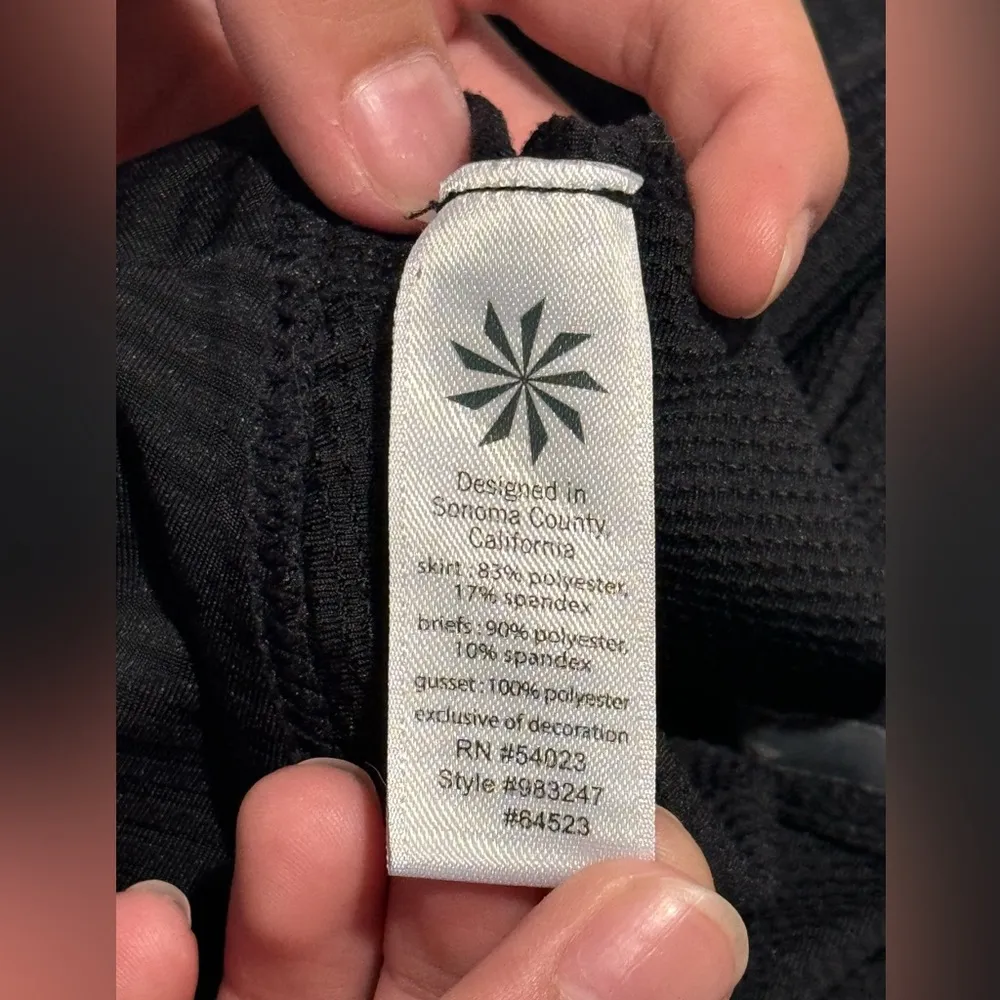 Designed in
Sonoma County,
California
skirt : 83% polyester,
17% spandex
briefs : 90% polyester,
10% spandex
gusset : 100% polyester
exclusive of decoration
RN #54023
Style #983247
#64523